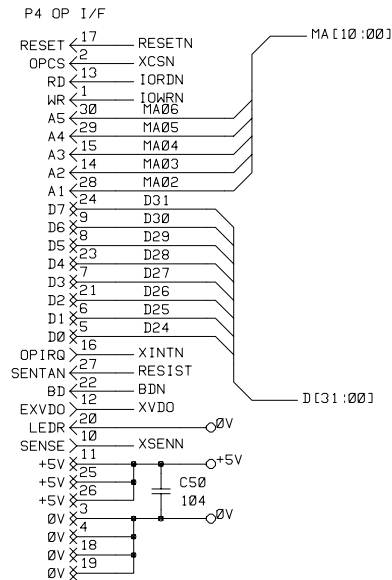 P4 OP I/F
RESET 17 RESETN
MA[10:00]
OPCS 2 XCSN
RD 13 IORDN
WR 1 IOWRN
A5 30 MA06
A4 29 MA05
A3 15 MA04
A2 14 MA03
A1 28 MA02
D7 24 D31
D6 9 D30
D5 8 D29
D4 23 D28
D3 7 D27
D2 21 D26
D1 6 D25
D0 5 D24
OPIRQ 16 XINTN
SENTAN 27 RESIST
BD 22 BDN
D[31:00]
EXVDO 12 XVDO
LEDR 20 0V
SENSE 10 XSENN
+5V 11 +5V
+5V 25 C50
+5V 26 104
0V 3 0V
0V 4
0V 18
0V 19